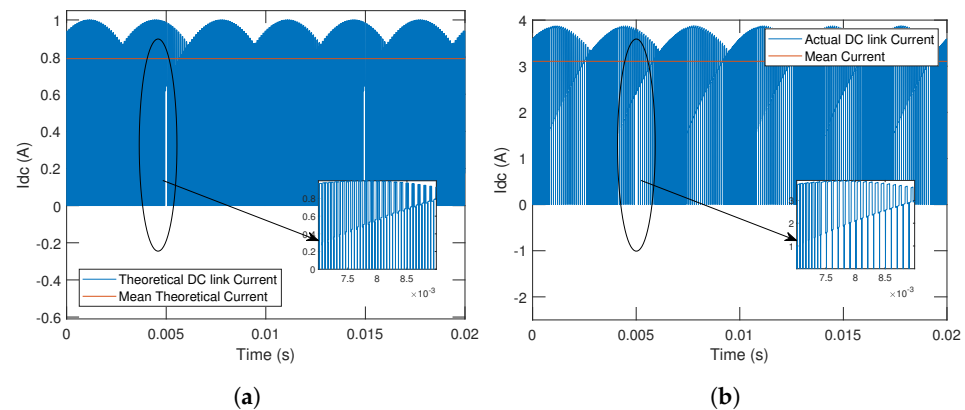 1
0.8
0.6
0.4
0.2
0
-0.2
-0.4
-0.6
Idc (A)
0 0.005 0.01 0.015 0.02
Time (s)
Theoretical DC link Current
Mean Theoretical Current
0.8
0.6
0.4
0.2
0
7.5 8 8.5
×10⁻³
(a)
4
3
2
1
0
-1
-2
Idc (A)
0 0.005 0.01 0.015 0.02
Time (s)
Actual DC link Current
Mean Current
3
2
1
7.5 8 8.5
×10⁻³
(b)